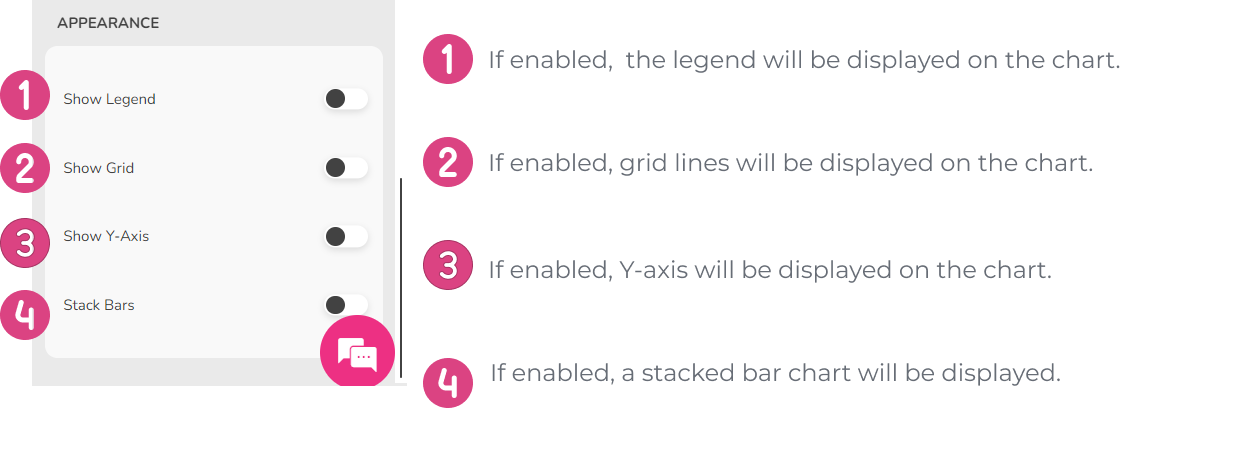 APPEARANCE
1 Show Legend
2 Show Grid
3 Show Y-Axis
4 Stack Bars
1 If enabled,  the legend will be displayed on the chart.
2 If enabled, grid lines will be displayed on the chart.
3 If enabled, Y-axis will be displayed on the chart.
4 If enabled, a stacked bar chart will be displayed.